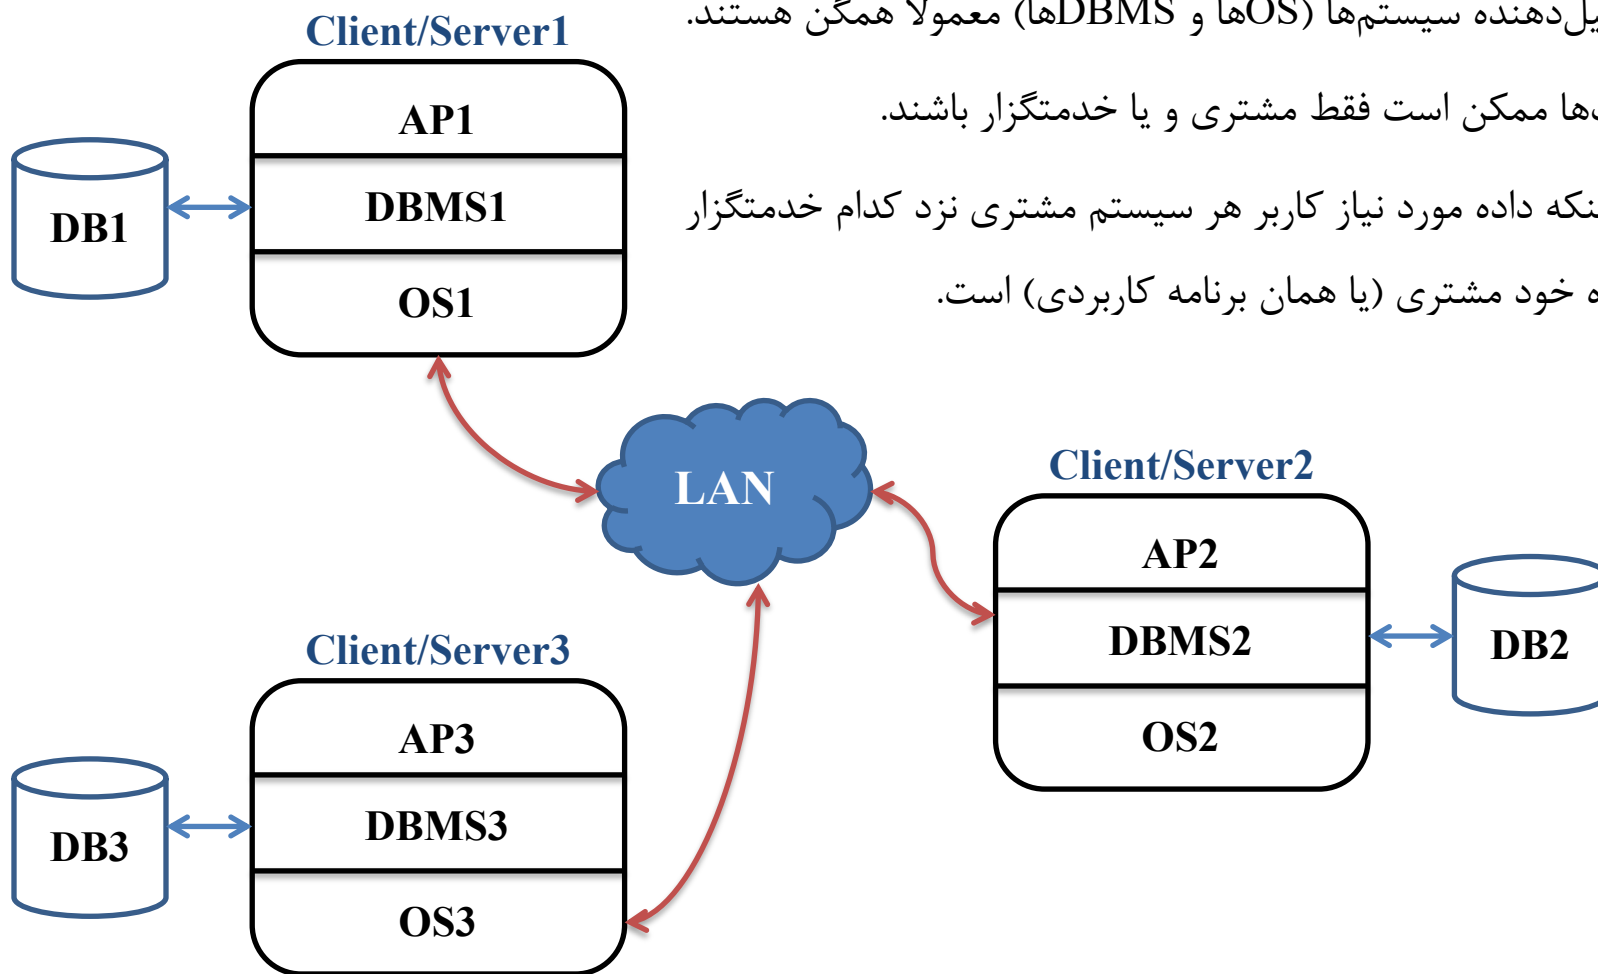 Client/Server1
AP1
DBMS1
OS1
DB1
دهنده سیستم‌ها (OSها و DBMSها) معمولاً همگن هستند.
ممکن است فقط مشتری و یا خدمتگزار باشند.
داده مورد نیاز کاربر هر سیستم مشتری نزد کدام خدمتگزار
خود مشتری (یا همان برنامه کاربردی) است.
LAN
Client/Server2
AP2
DBMS2
OS2
DB2
Client/Server3
AP3
DBMS3
OS3
DB3